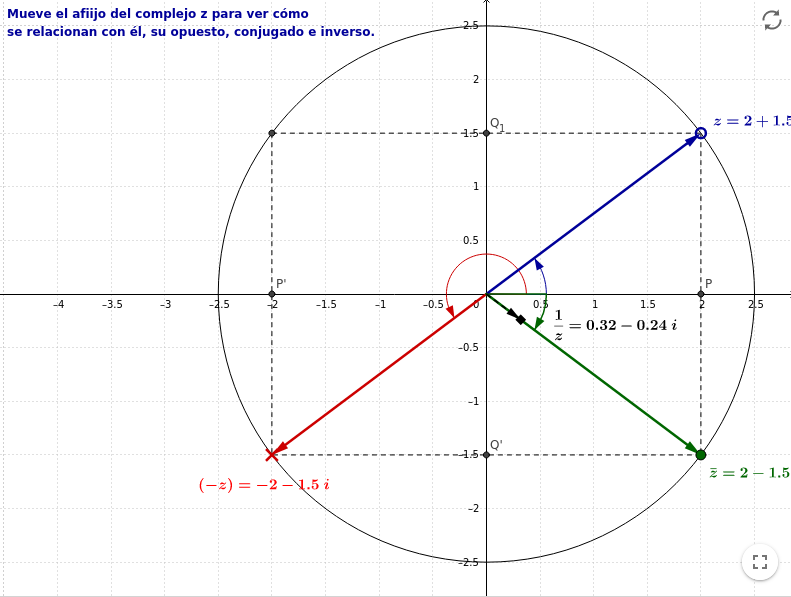 Mueve el afiijo del complejo z para ver cómo
se relacionan con él, su opuesto, conjugado e inverso.
2.5
2
Q₁
z = 2 + 1.5
1.5
1
0.5
P'
P
–4
–3.5
–3
–2.5
–2
–1.5
–1
–0.5
0
0.5
1
1.5
2
2.5
1/z = 0.32 − 0.24 i
–0.5
–1
Q'
–1.5
z̄ = 2 − 1.5
(−z) = −2 − 1.5 i
–2
–2.5